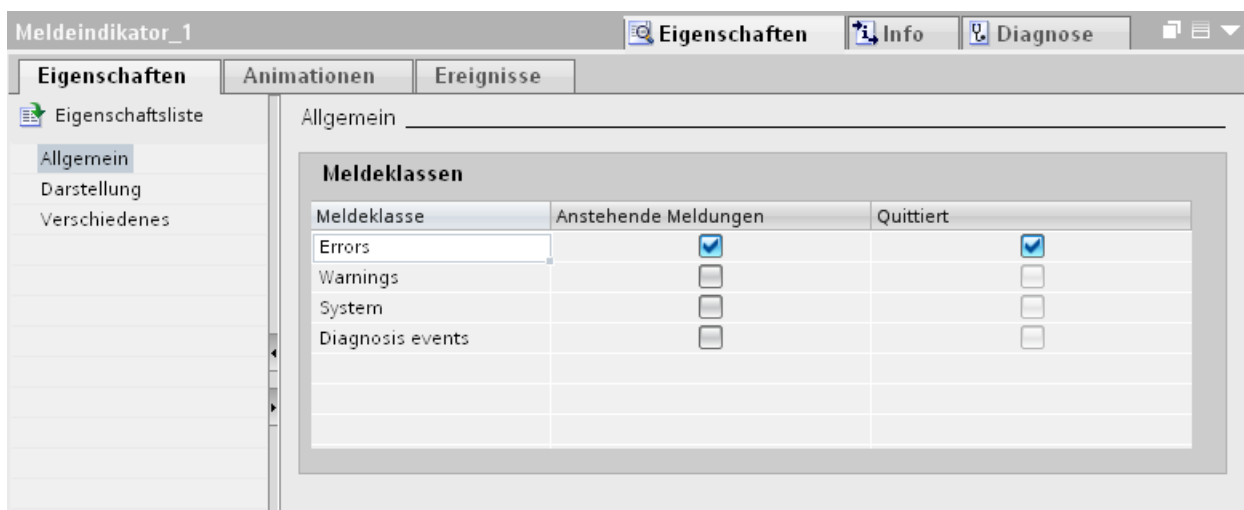 Meldeindikator_1
Eigenschaften Info Diagnose
Eigenschaften Animationen Ereignisse
Eigenschaftsliste
Allgemein
Darstellung
Verschiedenes
Allgemein
Meldeklassen
Meldeklasse Anstehende Meldungen Quittiert
Errors
Warnings
System
Diagnosis events